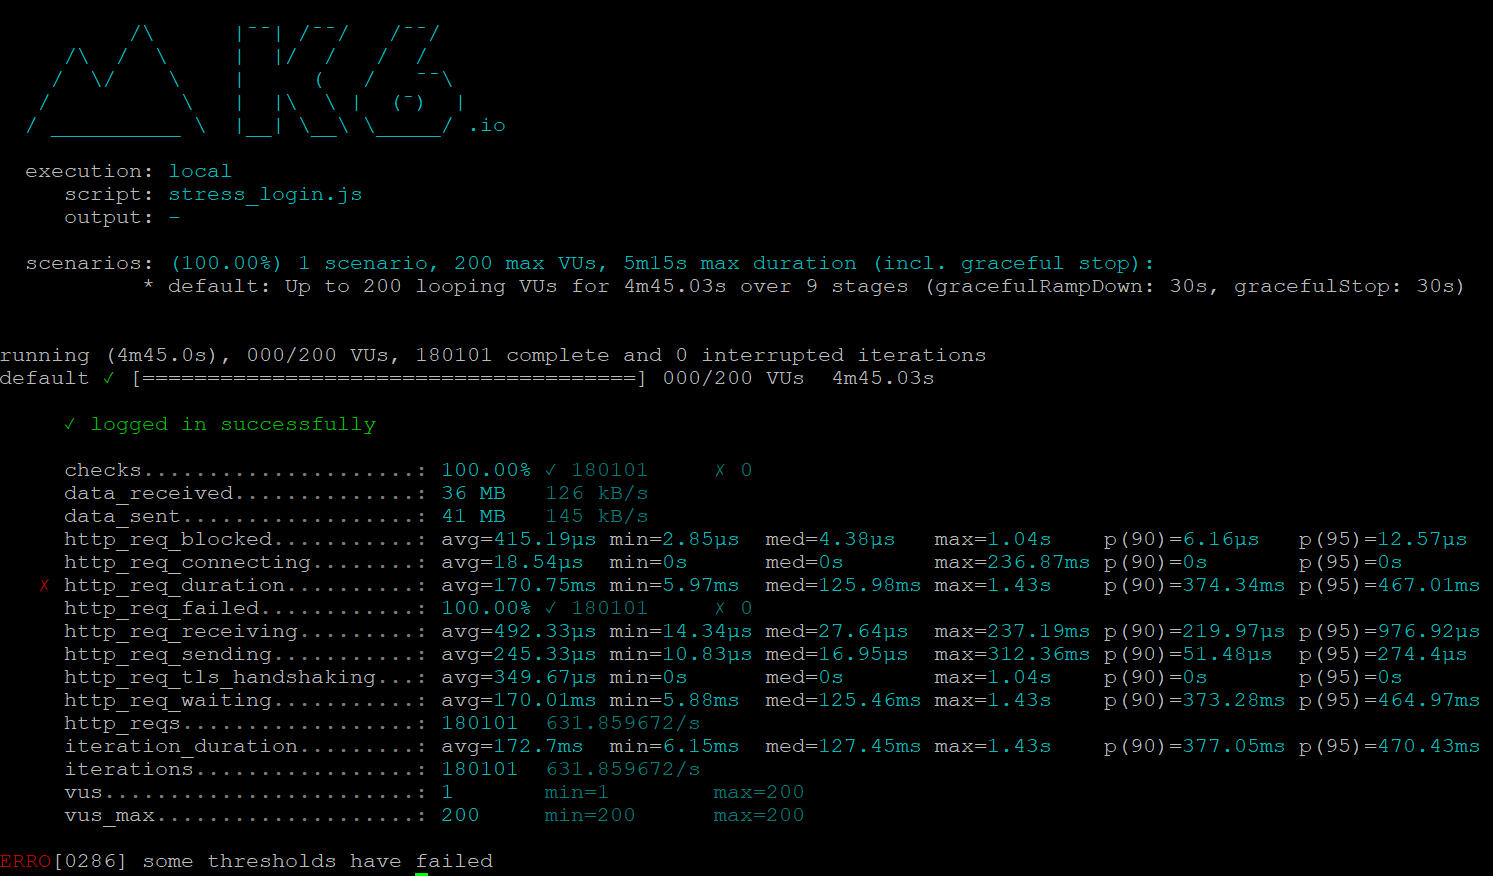 /\      |‾‾| /‾‾/   /‾‾/
/\  /  \     |  |/  /   /  /
/  \/    \    |     (   /   ‾‾\
/          \   |  |\  \ |  (‾)  |
/ __________ \  |__| \__\ \_____/ .io
execution: local
script: stress_login.js
output: -
scenarios: (100.00%) 1 scenario, 200 max VUs, 5m15s max duration (incl. graceful stop):
* default: Up to 200 looping VUs for 4m45.03s over 9 stages (gracefulRampDown: 30s, gracefulStop: 30s)
running (4m45.0s), 000/200 VUs, 180101 complete and 0 interrupted iterations
default ✓ [======================================] 000/200 VUs  4m45.03s
✓ logged in successfully
checks.....................: 100.00% ✓ 180101     ✗ 0
data_received..............: 36 MB   126 kB/s
data_sent..................: 41 MB   145 kB/s
http_req_blocked...........: avg=415.19µs min=2.85µs  med=4.38µs   max=1.04s    p(90)=6.16µs   p(95)=12.57µs
http_req_connecting........: avg=18.54µs  min=0s      med=0s       max=236.87ms p(90)=0s       p(95)=0s
✗ http_req_duration..........: avg=170.75ms min=5.97ms  med=125.98ms max=1.43s    p(90)=374.34ms p(95)=467.01ms
http_req_failed............: 100.00% ✓ 180101     ✗ 0
http_req_receiving.........: avg=492.33µs min=14.34µs med=27.64µs  max=237.19ms p(90)=219.97µs p(95)=976.92µs
http_req_sending...........: avg=245.33µs min=10.83µs med=16.95µs  max=312.36ms p(90)=51.48µs  p(95)=274.4µs
http_req_tls_handshaking...: avg=349.67µs min=0s      med=0s       max=1.04s    p(90)=0s       p(95)=0s
http_req_waiting...........: avg=170.01ms min=5.88ms  med=125.46ms max=1.43s    p(90)=373.28ms p(95)=464.97ms
http_reqs..................: 180101  631.859672/s
iteration_duration.........: avg=172.7ms  min=6.15ms  med=127.45ms max=1.43s    p(90)=377.05ms p(95)=470.43ms
iterations.................: 180101  631.859672/s
vus........................: 1       min=1        max=200
vus_max....................: 200     min=200      max=200
ERRO[0286] some thresholds have failed